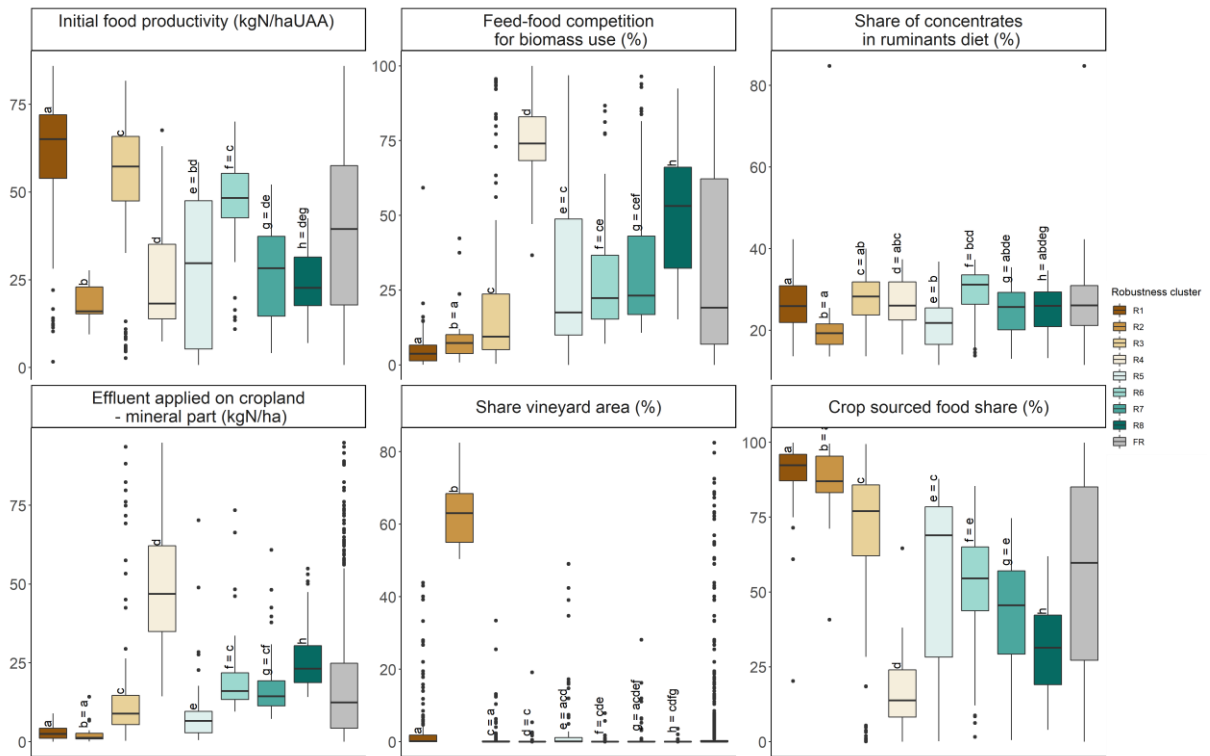 Initial food productivity (kgN/haUAA)
75
50
25
0
a
b
c
d
e = bd
f = c
g = de
h = deg
Feed-food competition
for biomass use (%)
100
75
50
25
0
a
b = a
c
d
e = c
f = ce
g = cef
h
Share of concentrates
in ruminants diet (%)
80
60
40
20
a
b = a
c = ab
d = abc
e = b
f = bcd
g = abde
h = abdeg
Robustness cluster
R1
R2
R3
R4
R5
R6
R7
R8
FR
Effluent applied on cropland
- mineral part (kgN/ha)
75
50
25
0
a
b = a
c
d
e
f = c
g = cf
h
Share vineyard area (%)
80
60
40
20
0
a
b
c = a
d = c
e = acd
f = cde
g = acdef
h = cdfg
Crop sourced food share (%)
100
75
50
25
0
a
b =
c
d
e = c
f = e
g = e
h